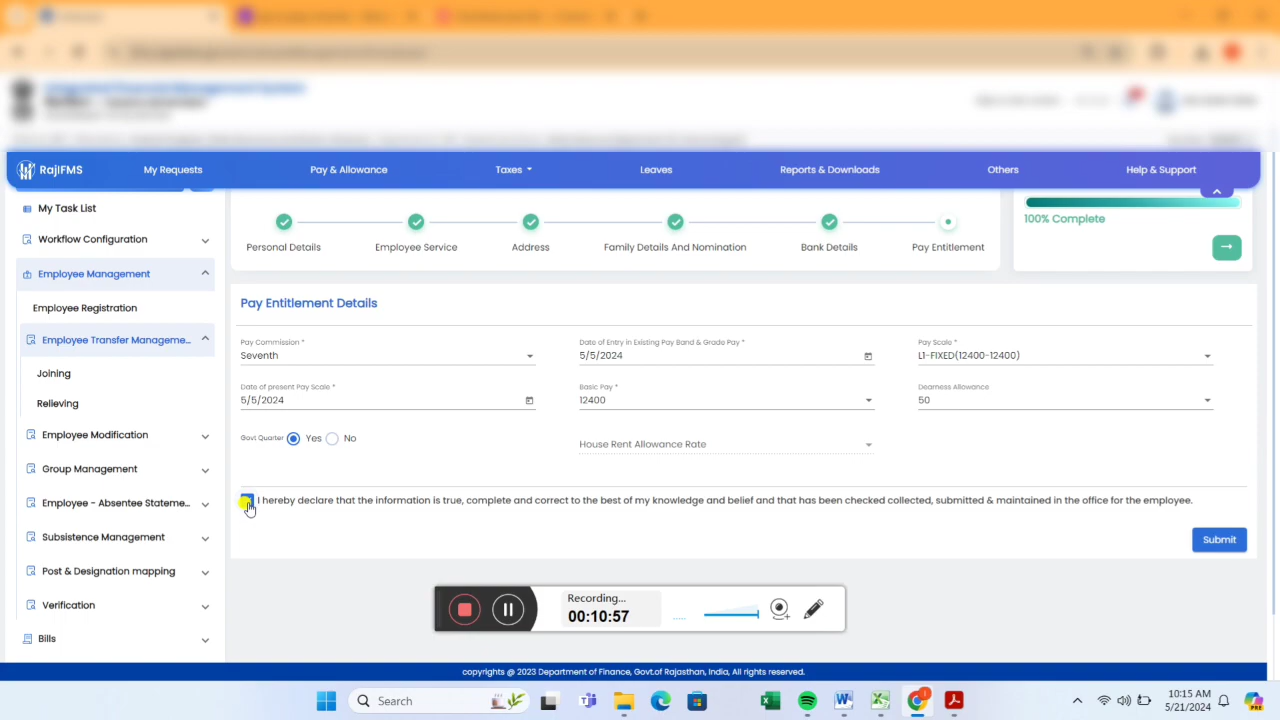 RajIFMS My Requests Pay & Allowance Taxes Leaves Reports & Downloads Others Help & Support
My Task List
Workflow Configuration
Employee Management
Employee Registration
Employee Transfer Manageme...
Joining
Relieving
Employee Modification
Group Management
Employee - Absentee Stateme...
Subsistence Management
Post & Designation mapping
Verification
Bills
Personal Details Employee Service Address Family Details And Nomination Bank Details Pay Entitlement
100% Complete
Pay Entitlement Details
Pay Commission * Date of Entry in Existing Pay Band & Grade Pay * Pay Scale *
Seventh 5/5/2024 L1-FIXED(12400-12400)
Date of present Pay Scale * Basic Pay * Dearness Allowance
5/5/2024 12400 50
Govt Quarter Yes No House Rent Allowance Rate
I hereby declare that the information is true, complete and correct to the best of my knowledge and belief and that has been checked collected, submitted & maintained in the office for the employee.
Submit
Recording...
00:10:57
copyrights @ 2023 Department of Finance, Govt.of Rajasthan, India, All rights reserved.
Search
10:15 AM
5/21/2024